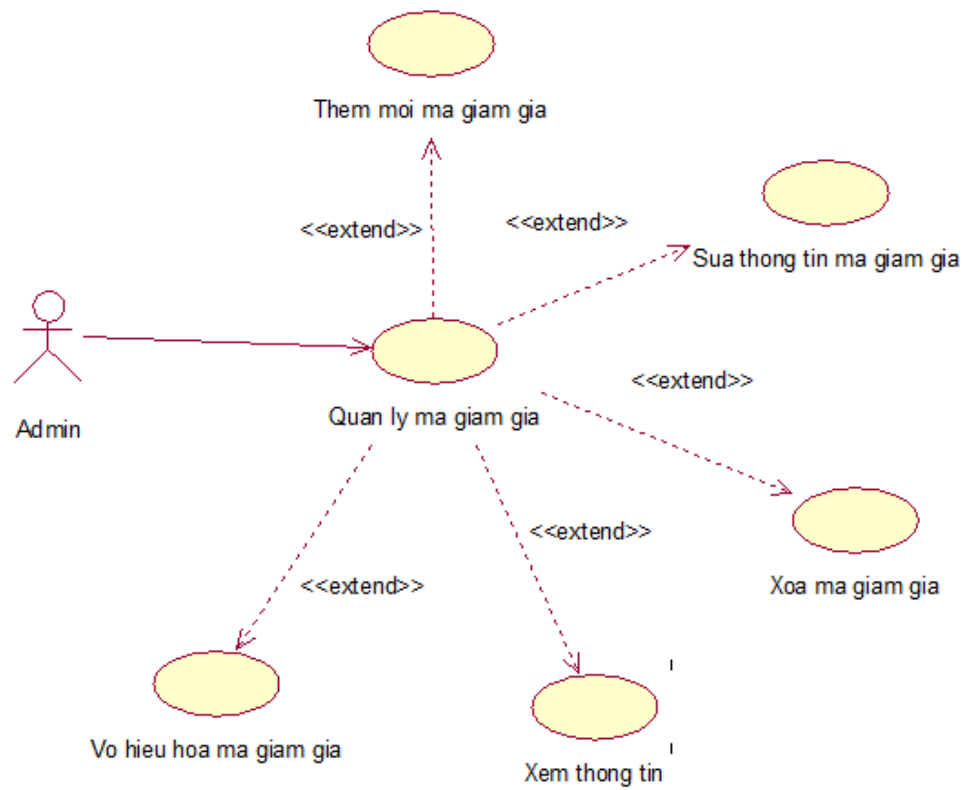 Them moi ma giam gia
<<extend>>
<<extend>>
Sua thong tin ma giam gia
Admin
Quan ly ma giam gia
<<extend>>
<<extend>>
<<extend>>
Xoa ma giam gia
Vo hieu hoa ma giam gia
Xem thong tin